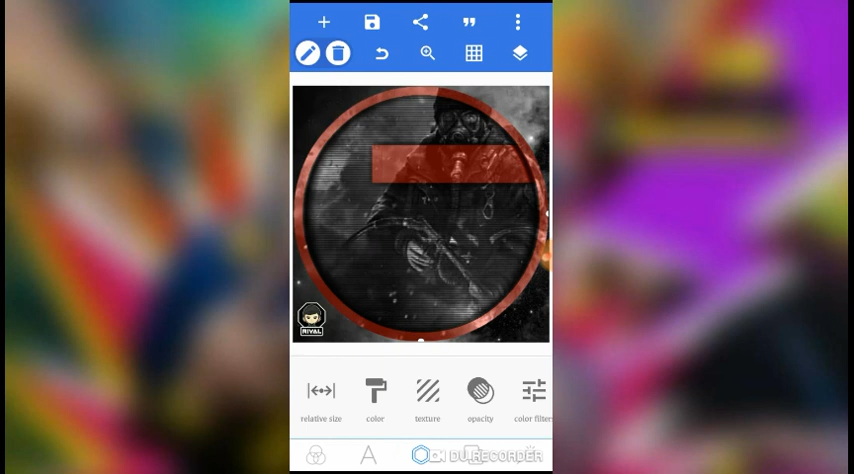 RIVAL
relative size
color
texture
opacity
color filter
DU RECORDER